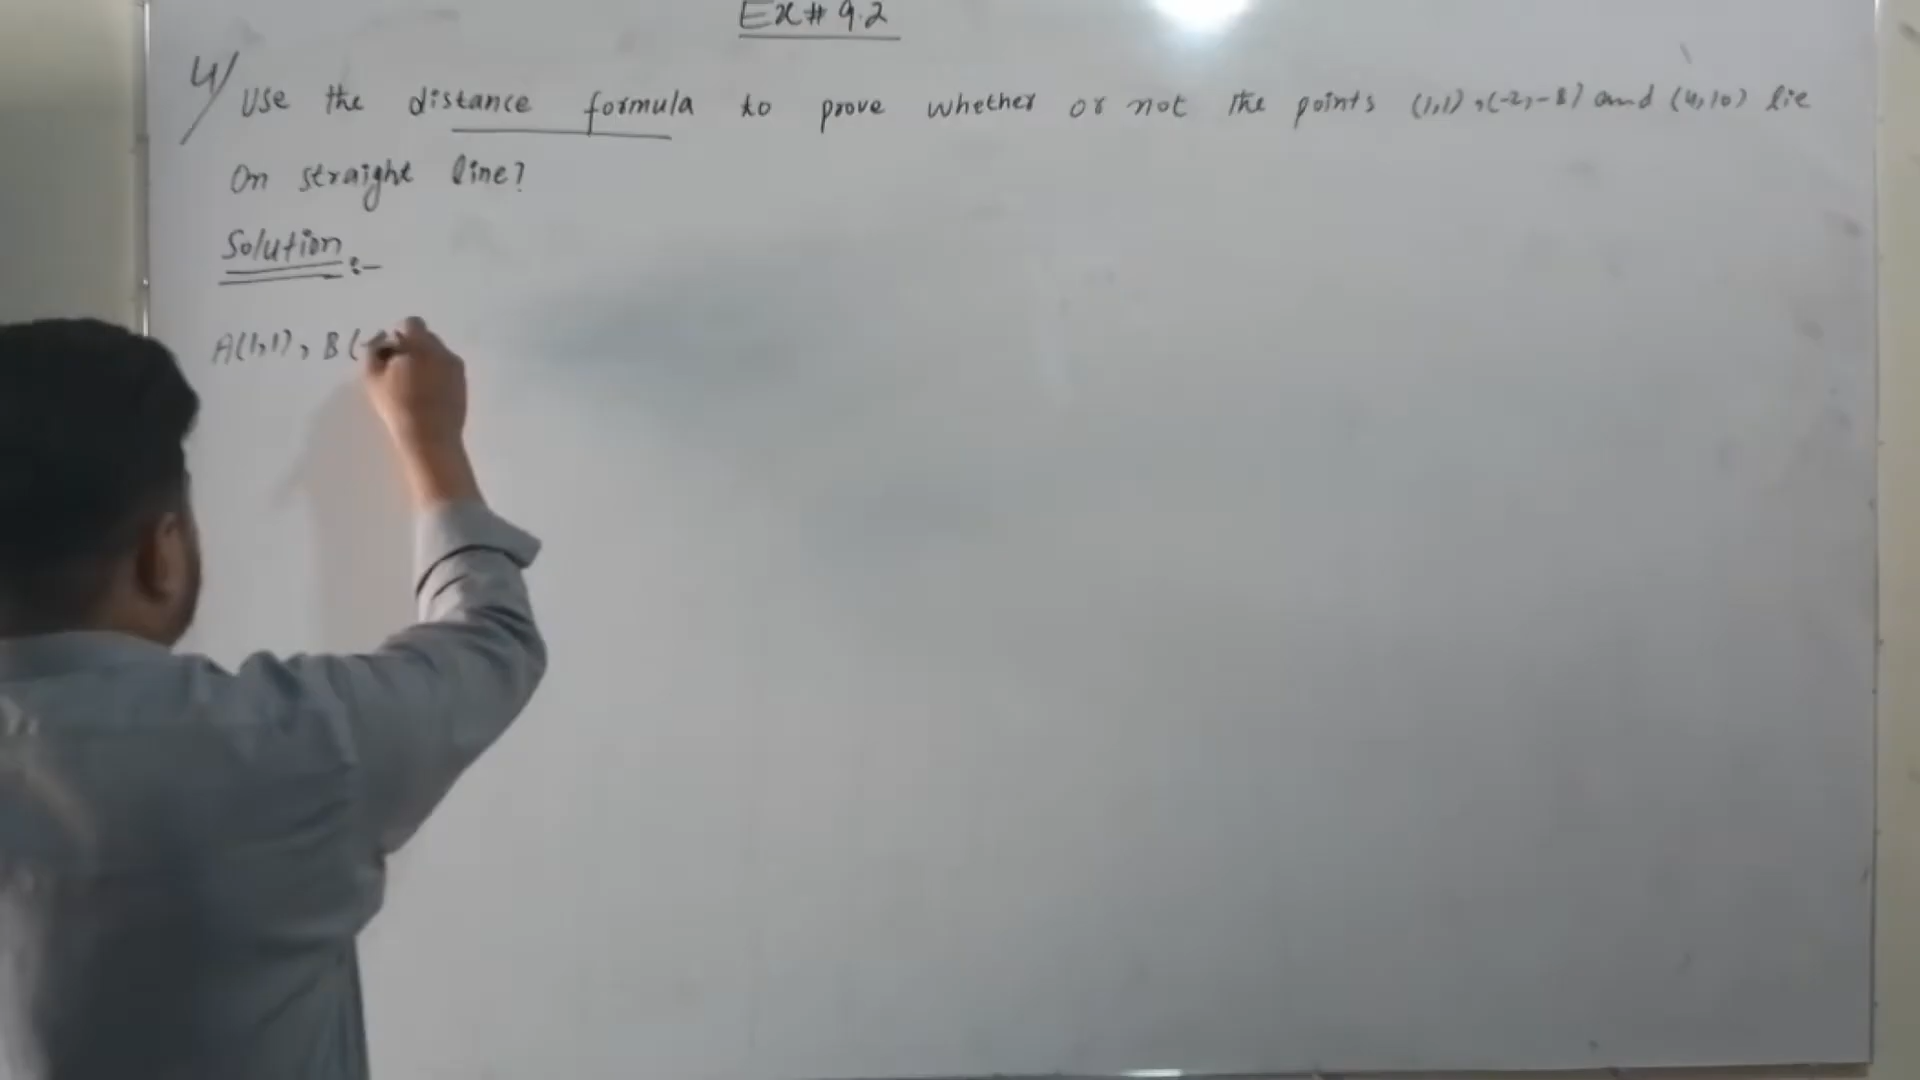 Ex# 9.2
4/ Use the distance formula to prove whether or not the points (1,1), (-2,-8) and (4,10) lie
On straight line?
Solution:-
A(1,1), B(-